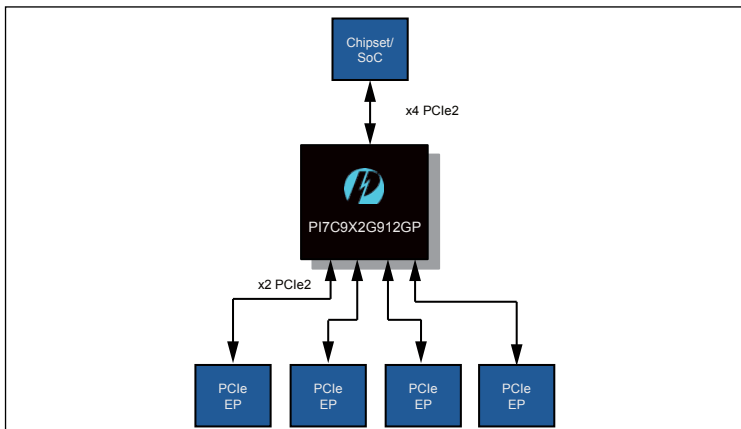 Chipset/
SoC
x4 PCIe2
PI7C9X2G912GP
x2 PCIe2
PCIe
EP
PCIe
EP
PCIe
EP
PCIe
EP